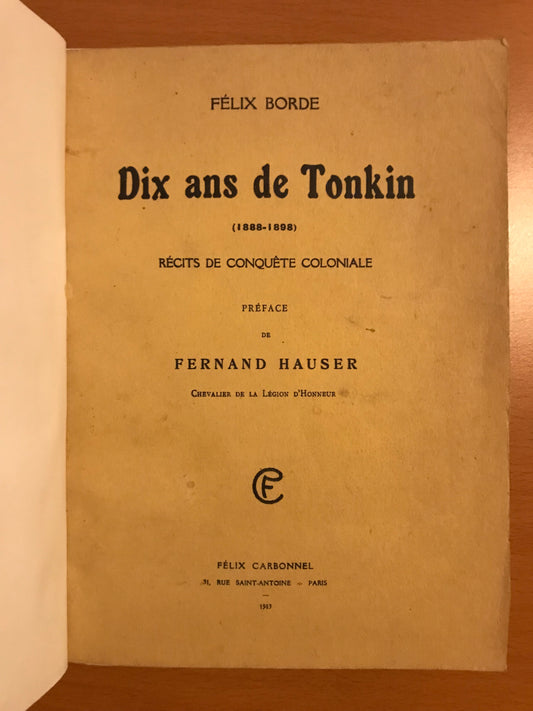 FÉLIX BORDE
Dix ans de Tonkin
(1888-1898)
RÉCITS DE CONQUÊTE COLONIALE
PRÉFACE
DE
FERNAND HAUSER
CHEVALIER DE LA LÉGION D'HONNEUR
FC
FÉLIX CARBONNEL
31, RUE SAINT-ANTOINE — PARIS
—